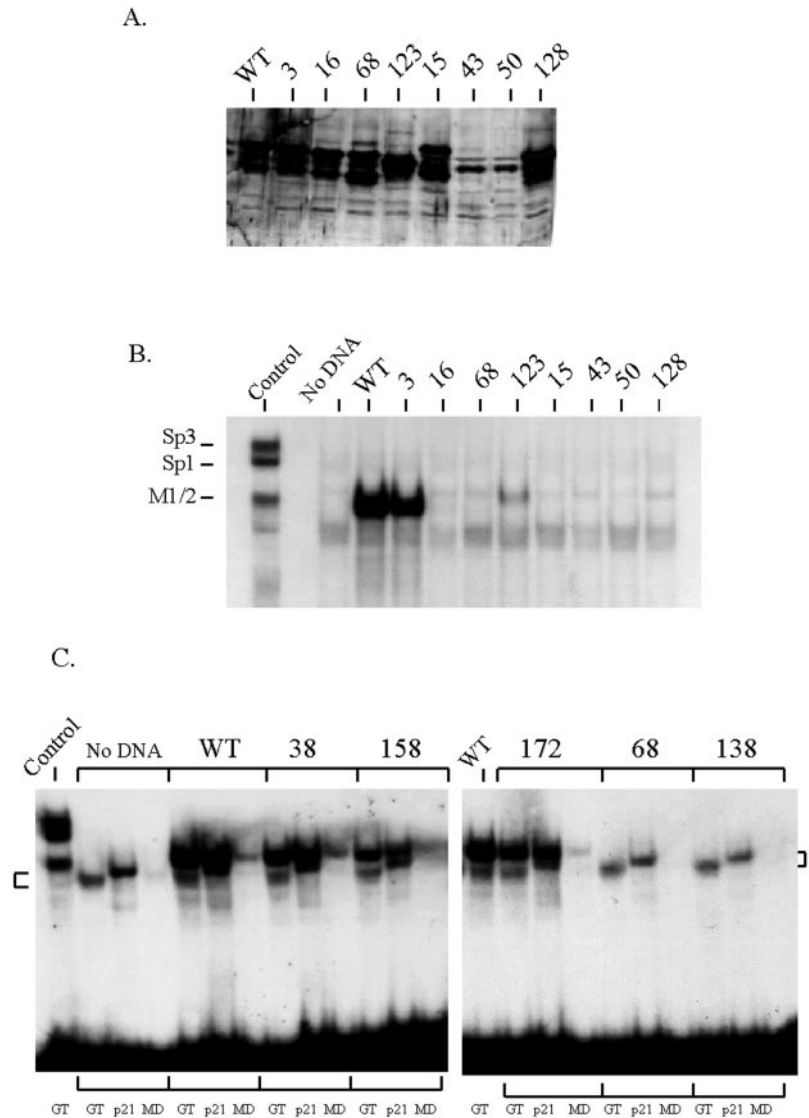 A.
WT 3 16 68 123 15 43 50 128
B.
Control No DNA WT 3 16 68 123 15 43 50 128
Sp3
Sp1
M1/2
C.
Control No DNA WT 38 158 WT 172 68 138
GT GT p21 MD GT p21 MD GT p21 MD GT p21 MD GT GT p21 MD GT p21 MD GT p21 MD